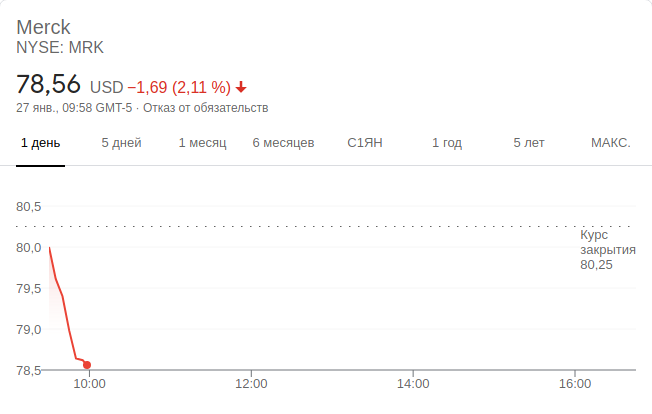 Merck
NYSE: MRK
78,56 USD −1,69 (2,11 %)
27 янв., 09:58 GMT-5 · Отказ от обязательств
1 день 5 дней 1 месяц 6 месяцев С1ЯН 1 год 5 лет МАКС.
80,5
Курс
закрытия
80,25
80,0
79,5
79,0
78,5
10:00 12:00 14:00 16:00